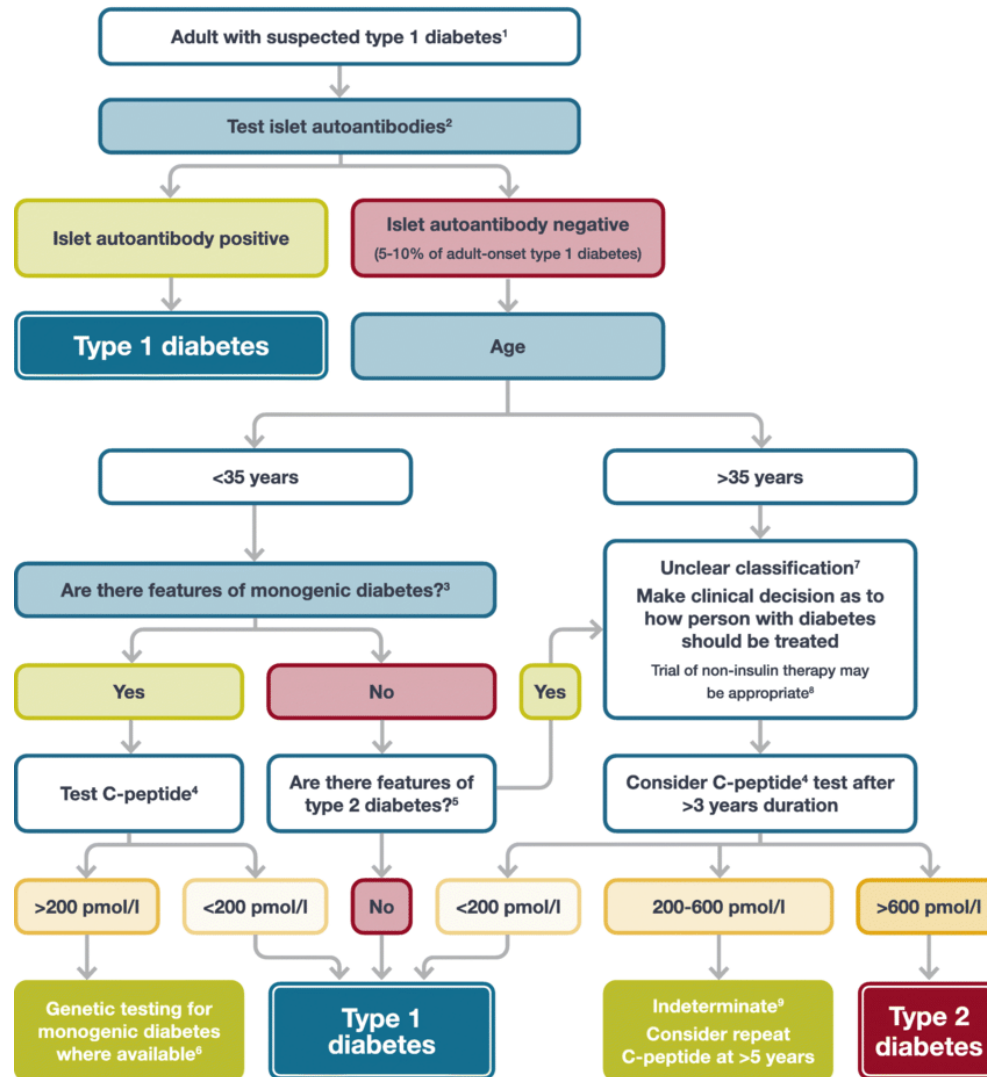 Adult with suspected type 1 diabetes¹
Test islet autoantibodies²
Islet autoantibody positive
Islet autoantibody negative
(5-10% of adult-onset type 1 diabetes)
Type 1 diabetes
Age
<35 years
>35 years
Are there features of monogenic diabetes?³
Unclear classification⁷
Make clinical decision as to
how person with diabetes
should be treated
Trial of non-insulin therapy may
be appropriate⁸
Yes
No
Yes
Test C-peptide⁴
Are there features of
type 2 diabetes?⁵
Consider C-peptide⁴ test after
>3 years duration
>200 pmol/l
<200 pmol/l
No
<200 pmol/l
200-600 pmol/l
>600 pmol/l
Genetic testing for
monogenic diabetes
where available⁶
Type 1
diabetes
Indeterminate⁹
Consider repeat
C-peptide at >5 years
Type 2
diabetes